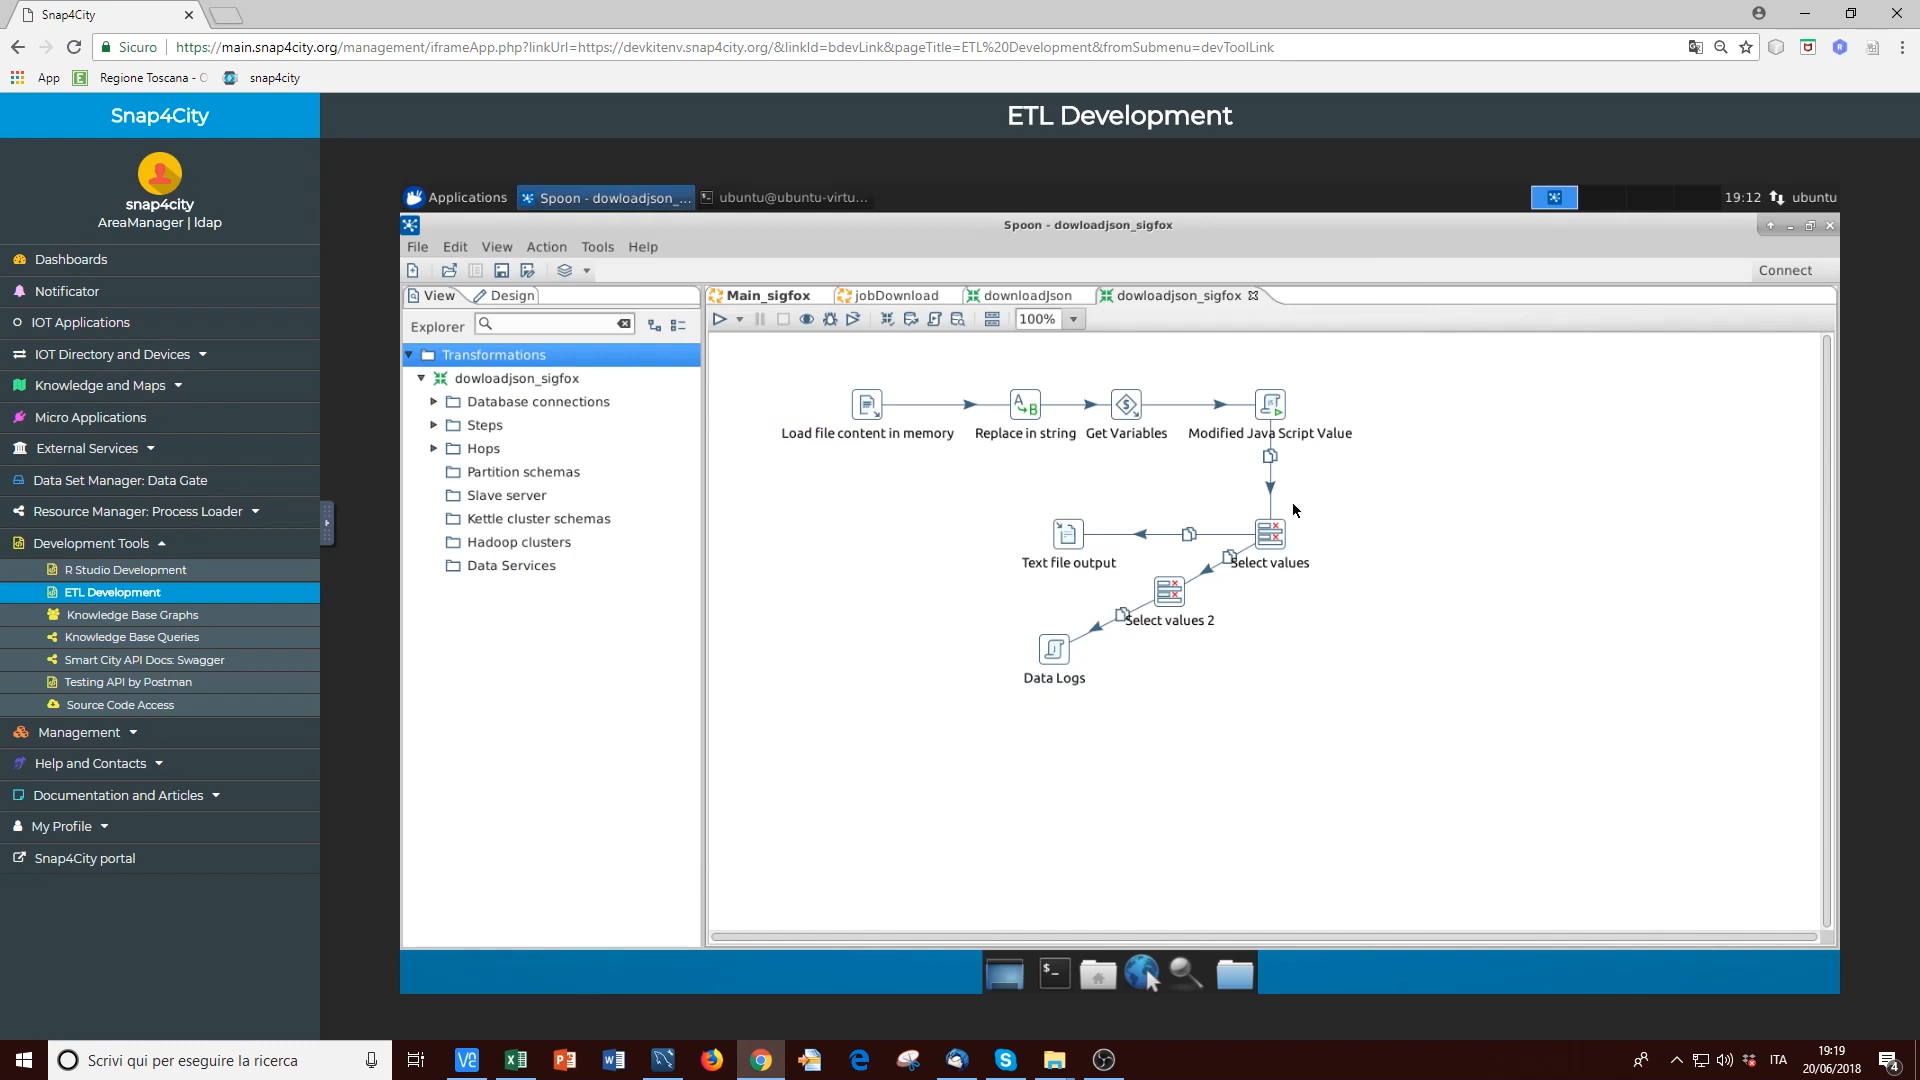 Snap4City
Sicuro
https://main.snap4city.org/management/iframeApp.php?linkUrl=https://devkitenv.snap4city.org/&linkId=bdevLink&pageTitle=ETL%20Development&fromSubmenu=devToolLink
App
Regione Toscana - C
snap4city
Snap4City
ETL Development
snap4city
AreaManager | ldap
Dashboards
Notificator
IOT Applications
IOT Directory and Devices
Knowledge and Maps
Micro Applications
External Services
Data Set Manager: Data Gate
Resource Manager: Process Loader
Development Tools
R Studio Development
ETL Development
Knowledge Base Graphs
Knowledge Base Queries
Smart City API Docs: Swagger
Testing API by Postman
Source Code Access
Management
Help and Contacts
Documentation and Articles
My Profile
Snap4City portal
Applications
Spoon - dowloadjson_...
ubuntu@ubuntu-virtu...
19:12
ubuntu
Spoon - dowloadjson_sigfox
File Edit View Action Tools Help
Connect
View
Design
Explorer
Transformations
dowloadjson_sigfox
Database connections
Steps
Hops
Partition schemas
Slave server
Kettle cluster schemas
Hadoop clusters
Data Services
Main_sigfox
jobDownload
downloadJson
dowloadjson_sigfox
100%
Load file content in memory
Replace in string
Get Variables
Modified Java Script Value
Text file output
Select values
Select values 2
Data Logs
Scrivi qui per eseguire la ricerca
ITA
19:19
20/06/2018
4